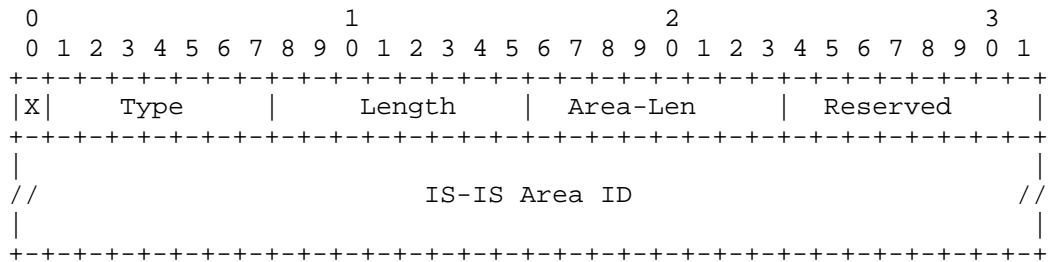 0                   1                   2                   3
 0 1 2 3 4 5 6 7 8 9 0 1 2 3 4 5 6 7 8 9 0 1 2 3 4 5 6 7 8 9 0 1
+-+-+-+-+-+-+-+-+-+-+-+-+-+-+-+-+-+-+-+-+-+-+-+-+-+-+-+-+-+-+-+-+
|X|    Type     |     Length    |  Area-Len     |  Reserved     |
+-+-+-+-+-+-+-+-+-+-+-+-+-+-+-+-+-+-+-+-+-+-+-+-+-+-+-+-+-+-+-+-+
|                                                               |
//                        IS-IS Area ID                        //
|                                                               |
+-+-+-+-+-+-+-+-+-+-+-+-+-+-+-+-+-+-+-+-+-+-+-+-+-+-+-+-+-+-+-+-+